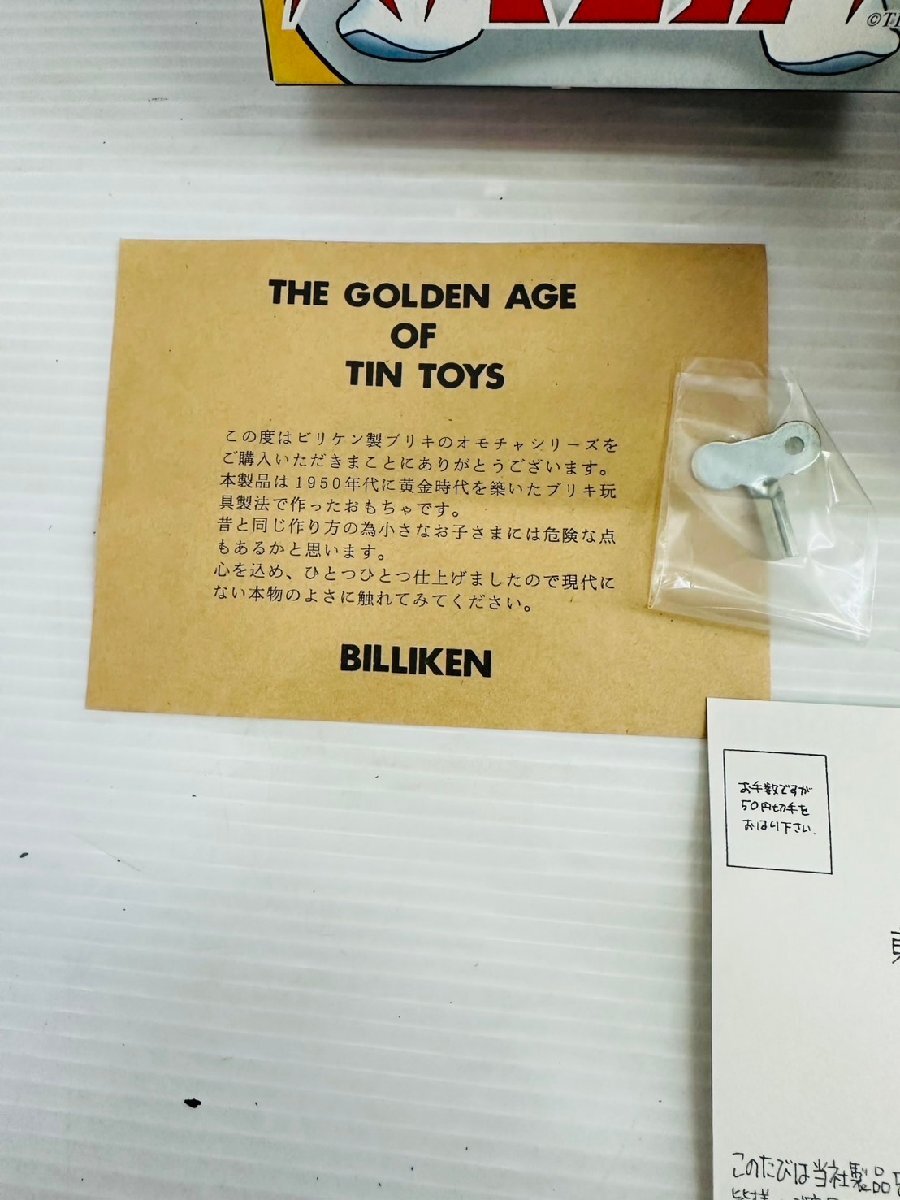 ©T
THE GOLDEN AGE
OF
TIN TOYS
この度はビリケン製ブリキのオモチャシリーズを
ご購入いただきまことにありがとうございます。
本製品は1950年代に黄金時代を築いたブリキ玩
具製法で作ったおもちゃです。
昔と同じ作り方の為小さなお子さまには危険な点
もあるかと思います。
心を込め、ひとつひとつ仕上げましたので現代に
ない本物のよさに触れてみてください。
BILLIKEN
お手数ですが
50円切手を
おはり下さい.
このたびは当社製品